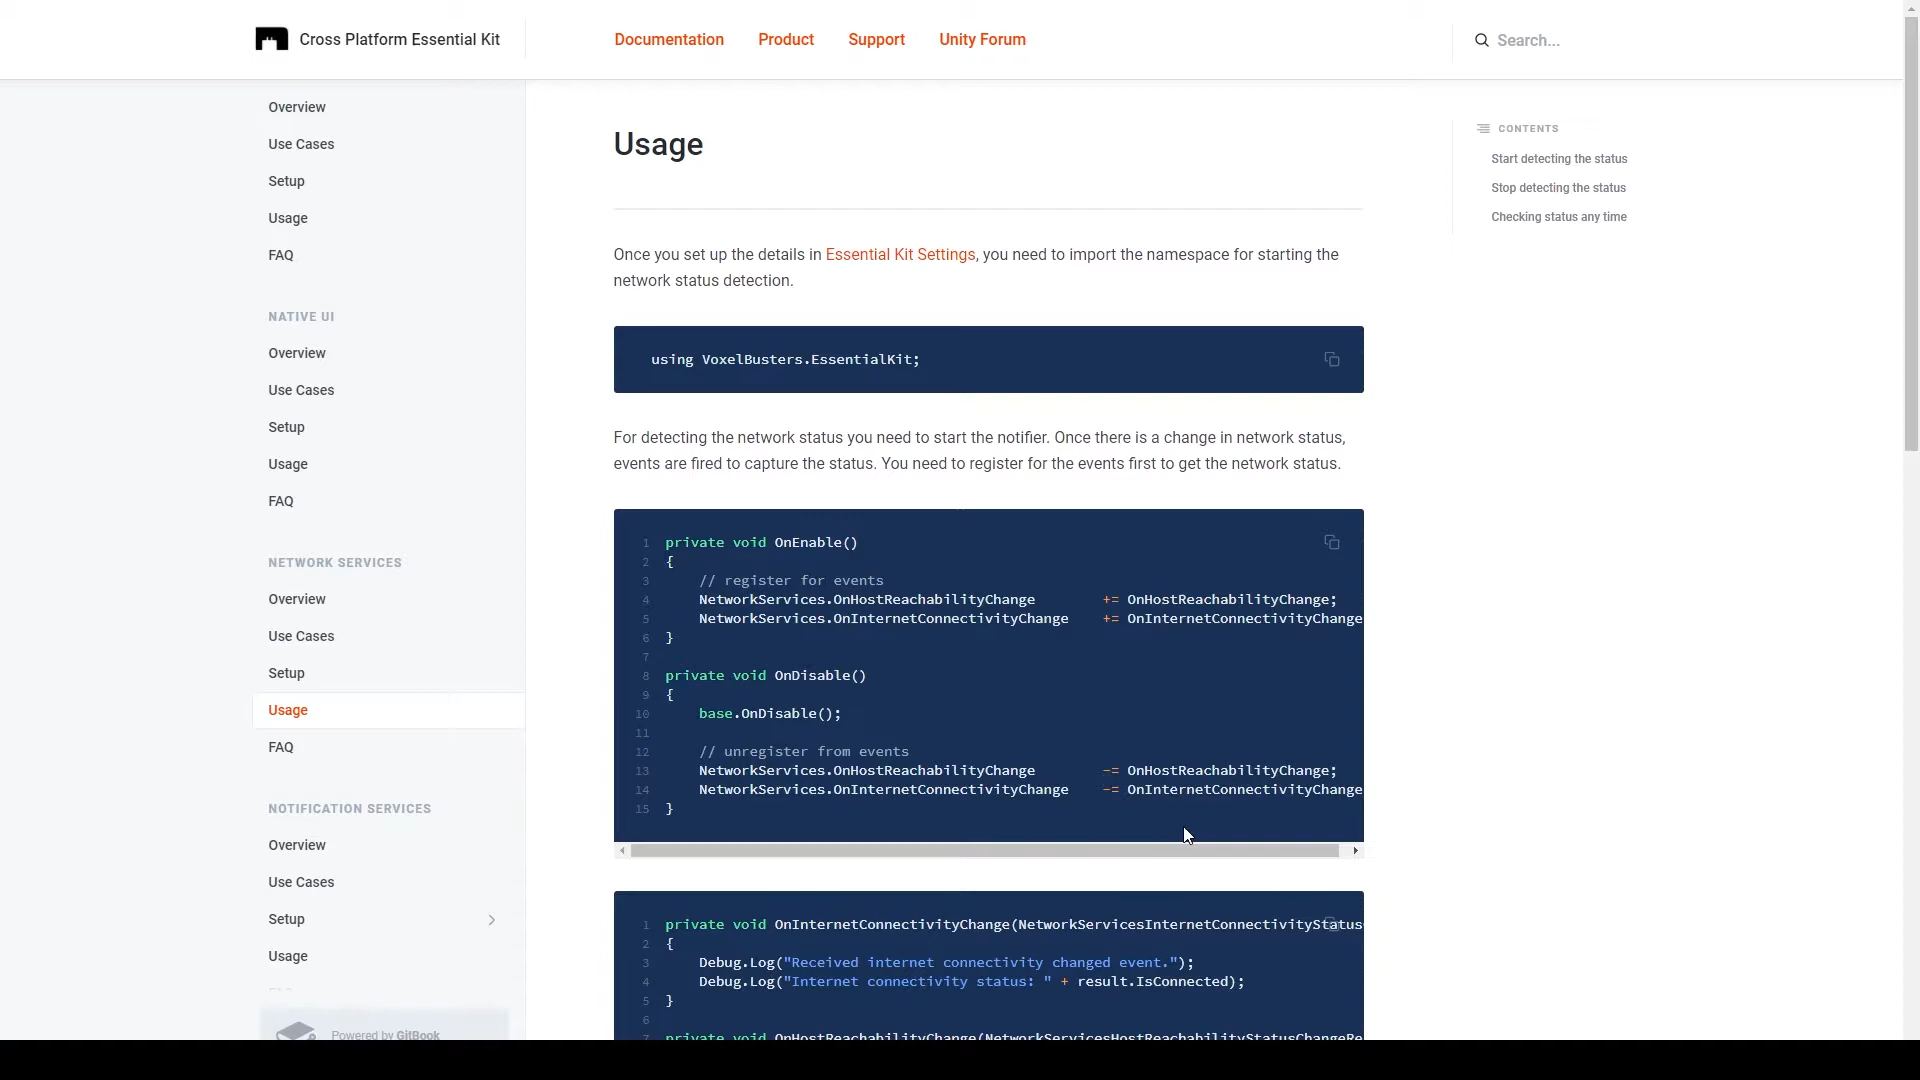 Cross Platform Essential Kit
Documentation
Product
Support
Unity Forum
Search...
Overview
Use Cases
Setup
Usage
FAQ
NATIVE UI
Overview
Use Cases
Setup
Usage
FAQ
NETWORK SERVICES
Overview
Use Cases
Setup
Usage
FAQ
NOTIFICATION SERVICES
Overview
Use Cases
Setup
Usage
Powered by GitBook
Usage
Once you set up the details in Essential Kit Settings, you need to import the namespace for starting the
network status detection.
using VoxelBusters.EssentialKit;
For detecting the network status you need to start the notifier. Once there is a change in network status,
events are fired to capture the status. You need to register for the events first to get the network status.
1 private void OnEnable()
2 {
3 // register for events
4 NetworkServices.OnHostReachabilityChange += OnHostReachabilityChange;
5 NetworkServices.OnInternetConnectivityChange += OnInternetConnectivityChange
6 }
7
8 private void OnDisable()
9 {
10 base.OnDisable();
11
12 // unregister from events
13 NetworkServices.OnHostReachabilityChange -= OnHostReachabilityChange;
14 NetworkServices.OnInternetConnectivityChange -= OnInternetConnectivityChange
15 }
1 private void OnInternetConnectivityChange(NetworkServicesInternetConnectivityStatus
2 {
3 Debug.Log("Received internet connectivity changed event.");
4 Debug.Log("Internet connectivity status: " + result.IsConnected);
5 }
6
7 private void OnHostReachabilityChange(NetworkServicesHostReachabilityStatusChangeRe
CONTENTS
Start detecting the status
Stop detecting the status
Checking status any time